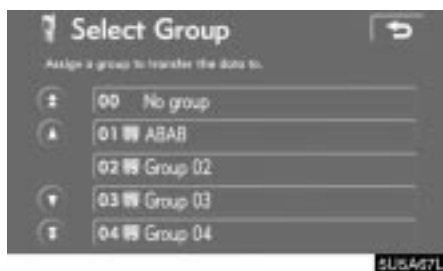 Select Group
Assign a group to transfer the data to.
00 No group
01 ABAB
02 Group 02
03 Group 03
04 Group 04
SUSA671